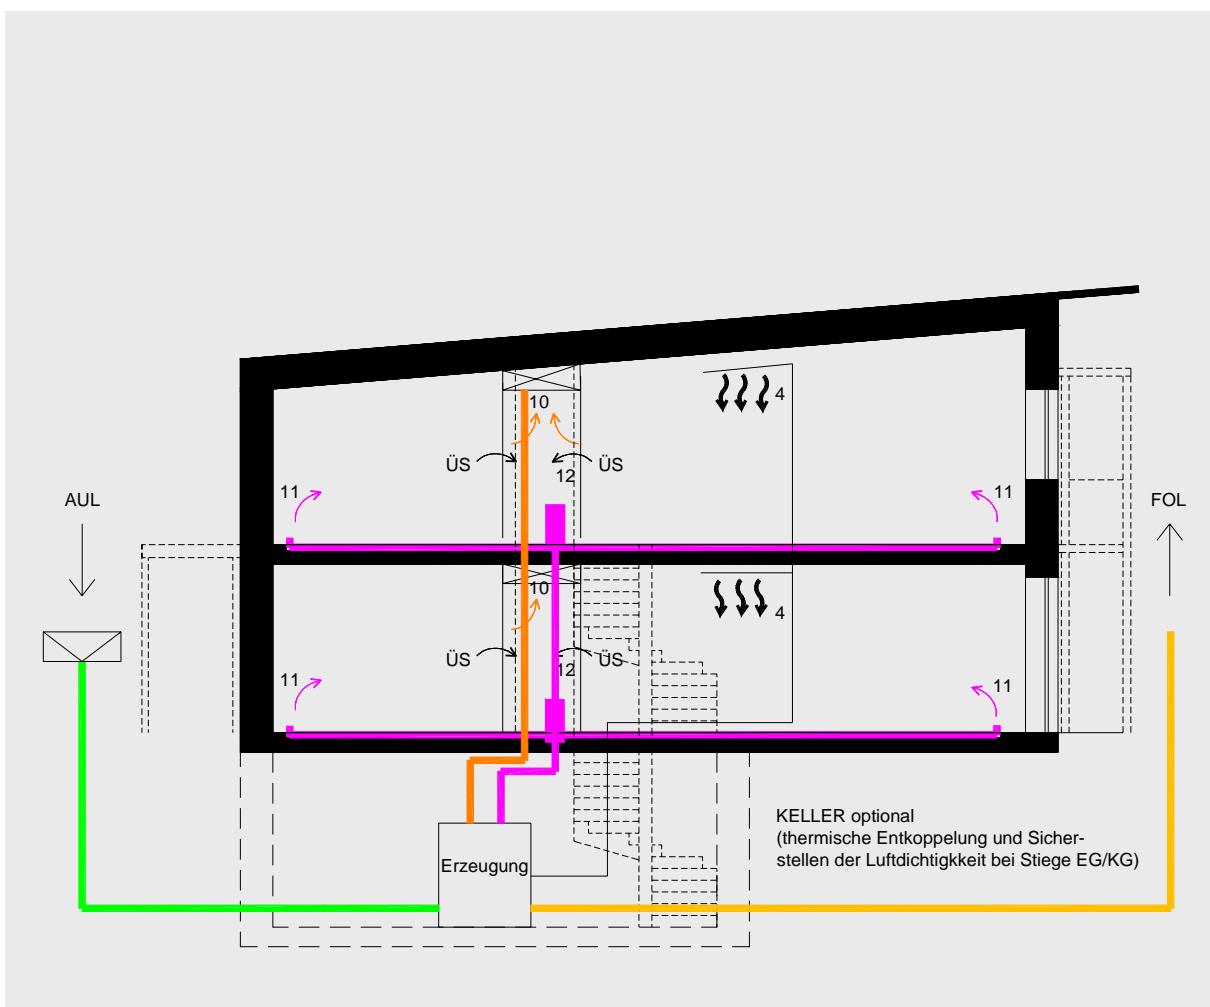 10
4
ÜS
ÜS
12
11
11
AUL
FOL
10
4
ÜS
ÜS
12
11
11
KELLER optional
(thermische Entkoppelung und Sicher-
stellen der Luftdichtigkkeit bei Stiege EG/KG)
Erzeugung